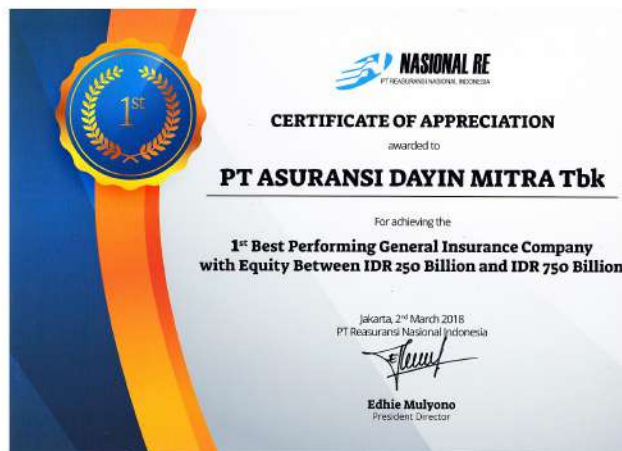 1st
NASIONAL RE
PT REASURANSI NASIONAL INDONESIA
CERTIFICATE OF APPRECIATION
awarded to
PT ASURANSI DAYIN MITRA Tbk
For achieving the
1st Best Performing General Insurance Company
with Equity Between IDR 250 Billion and IDR 750 Billion
Jakarta, 2nd March 2018
PT Reasuransi Nasional Indonesia
Edhie Mulyono
President Director